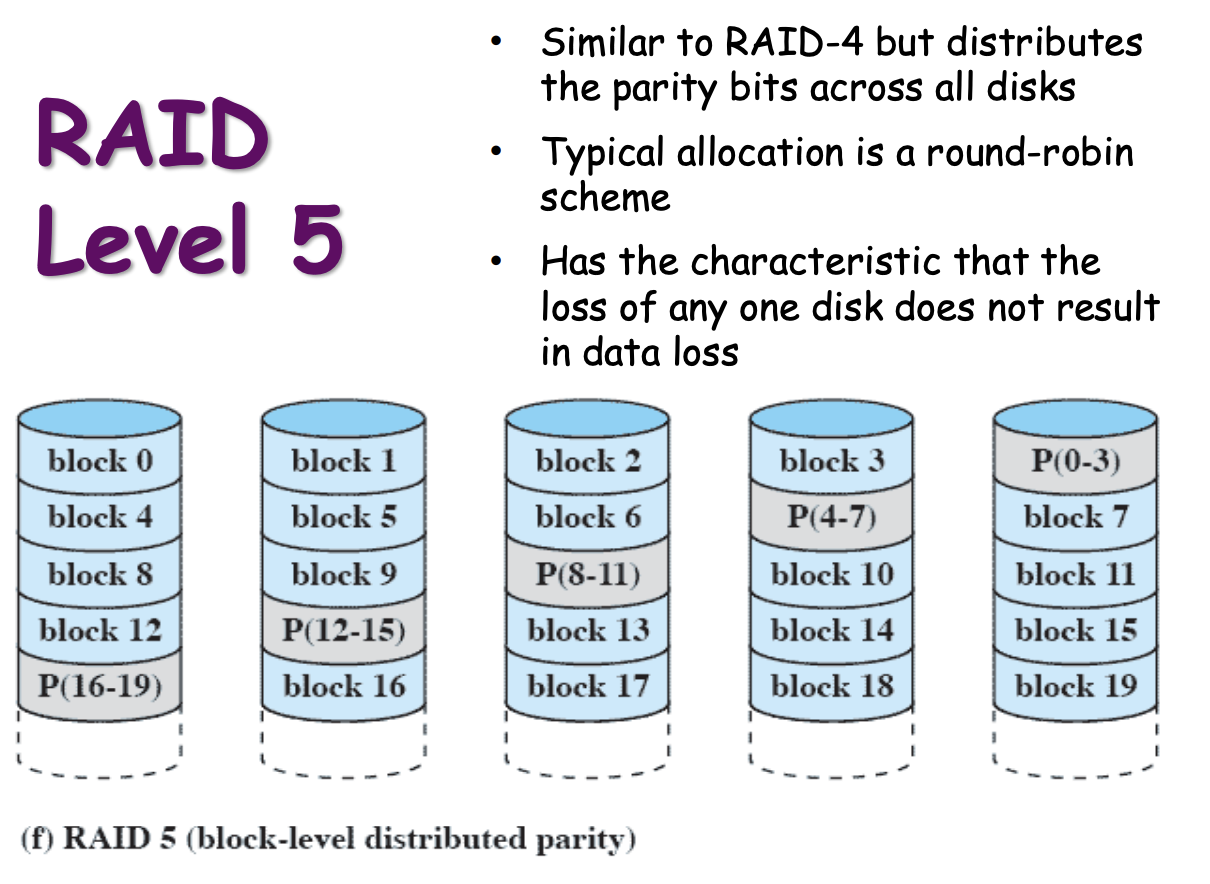 RAID
Level 5
• Similar to RAID-4 but distributes
the parity bits across all disks
• Typical allocation is a round-robin
scheme
• Has the characteristic that the
loss of any one disk does not result
in data loss
block 0 block 1 block 2 block 3 P(0-3)
block 4 block 5 block 6 P(4-7) block 7
block 8 block 9 P(8-11) block 10 block 11
block 12 P(12-15) block 13 block 14 block 15
P(16-19) block 16 block 17 block 18 block 19
(f) RAID 5 (block-level distributed parity)